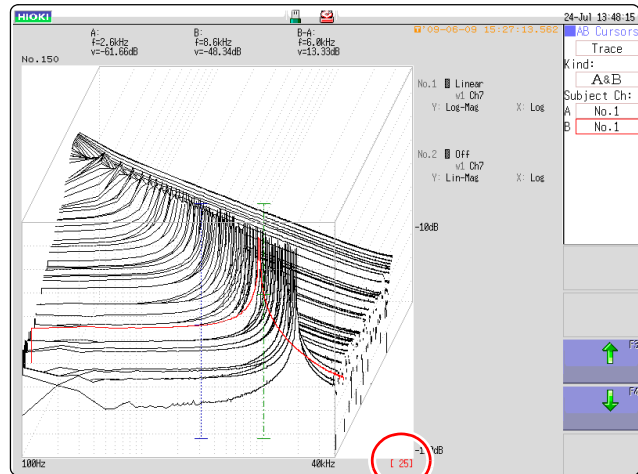 HIOKI
24-Jul 13:48:15
A: B: B-A:
f=2.6kHz f=8.6kHz f=6.0kHz
v=-61.66dB v=-48.34dB v=13.33dB
'09-06-09 15:27:13.562
No.150
AB Cursors
Trace
Kind:
A&B
Subject Ch:
A No.1
B No.1
No.1 Linear
v1 Ch7
Y: Log-Mag X: Log
No.2 Off
v1 Ch7
Y: Lin-Mag X: Log
-10dB
100Hz
40kHz
[ 25]